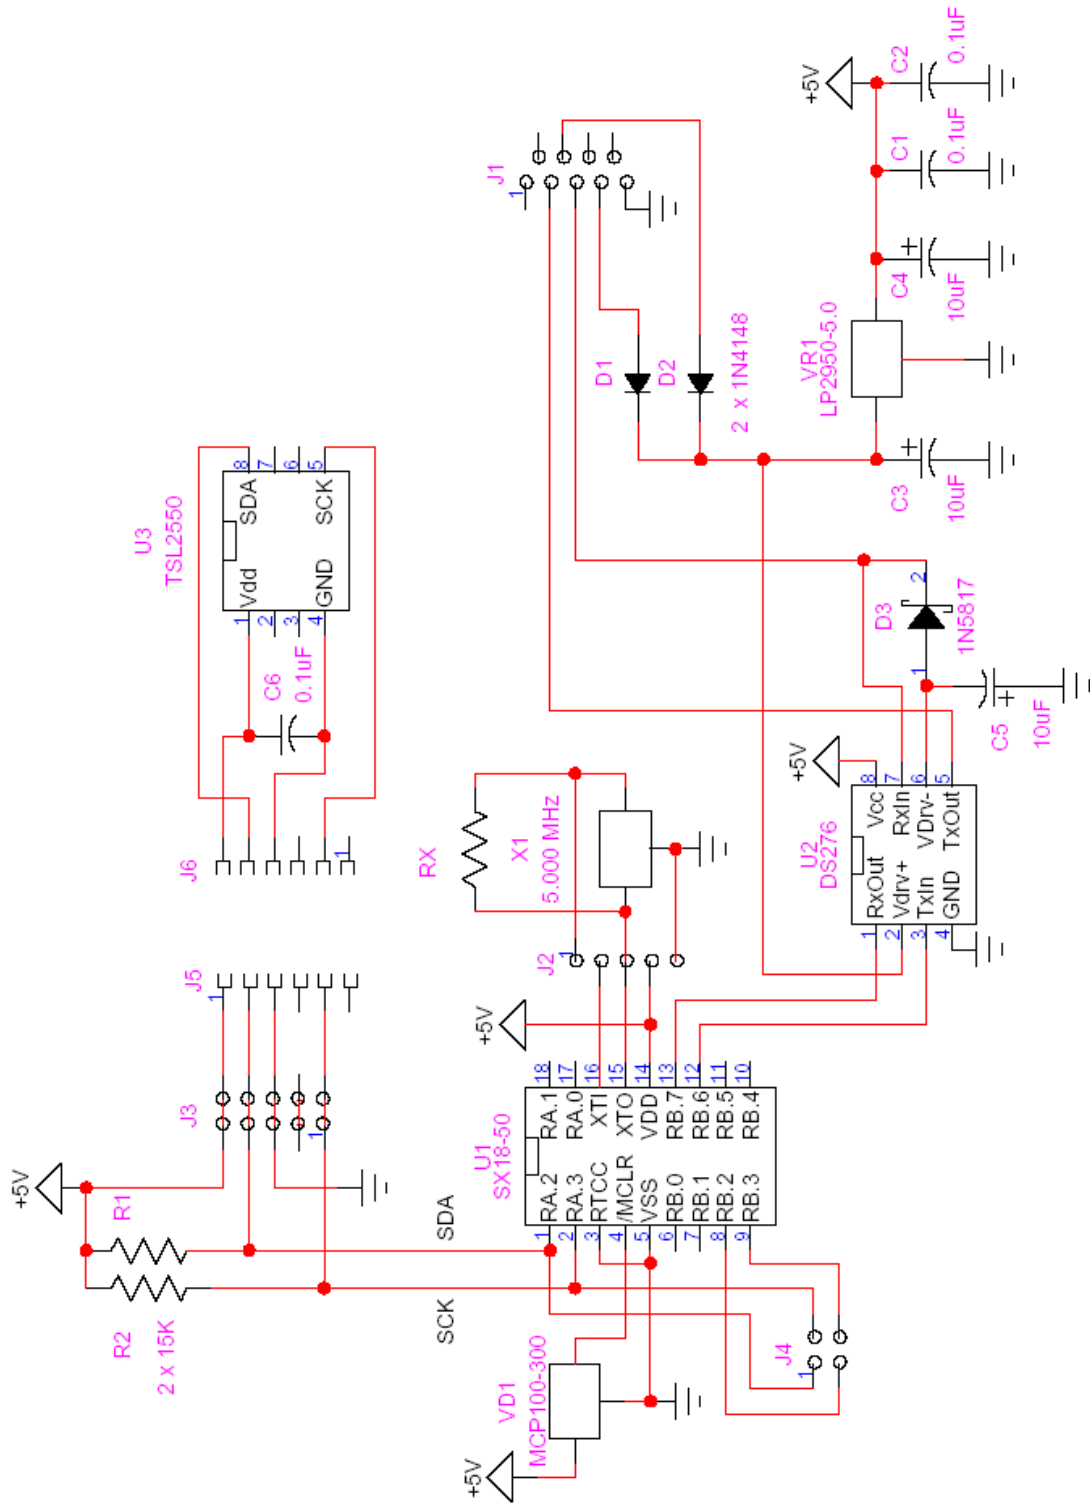 +5V
R1
R2
2 x 15K
SDA
SCK
J3
1
J5
1
J6
1
U3
TSL2550
1
2
3
4
Vdd
GND
8
7
6
5
SDA
SCK
C6
0.1uF
+5V
VD1
MCP100-300
U1
SX18-50
1
2
3
4
5
6
7
8
9
RA.2
RA.3
RTCC
/MCLR
VSS
RB.0
RB.1
RB.2
RB.3
RA.1
RA.0
XTI
XTO
VDD
RB.7
RB.6
RB.5
RB.4
18
17
16
15
14
13
12
11
10
J4
1
+5V
J2
1
RX
X1
5.000 MHz
U2
DS276
1
2
3
4
RxOut
Vdrv+
TxIn
GND
Vcc
RxIn
VDrv-
TxOut
8
7
6
5
+5V
C5
10uF
D3
1N5817
1
2
J1
1
D1
D2
2 x 1N4148
C3
10uF
+
VR1
LP2950-5.0
C4
10uF
+
C1
0.1uF
C2
0.1uF
+5V
+